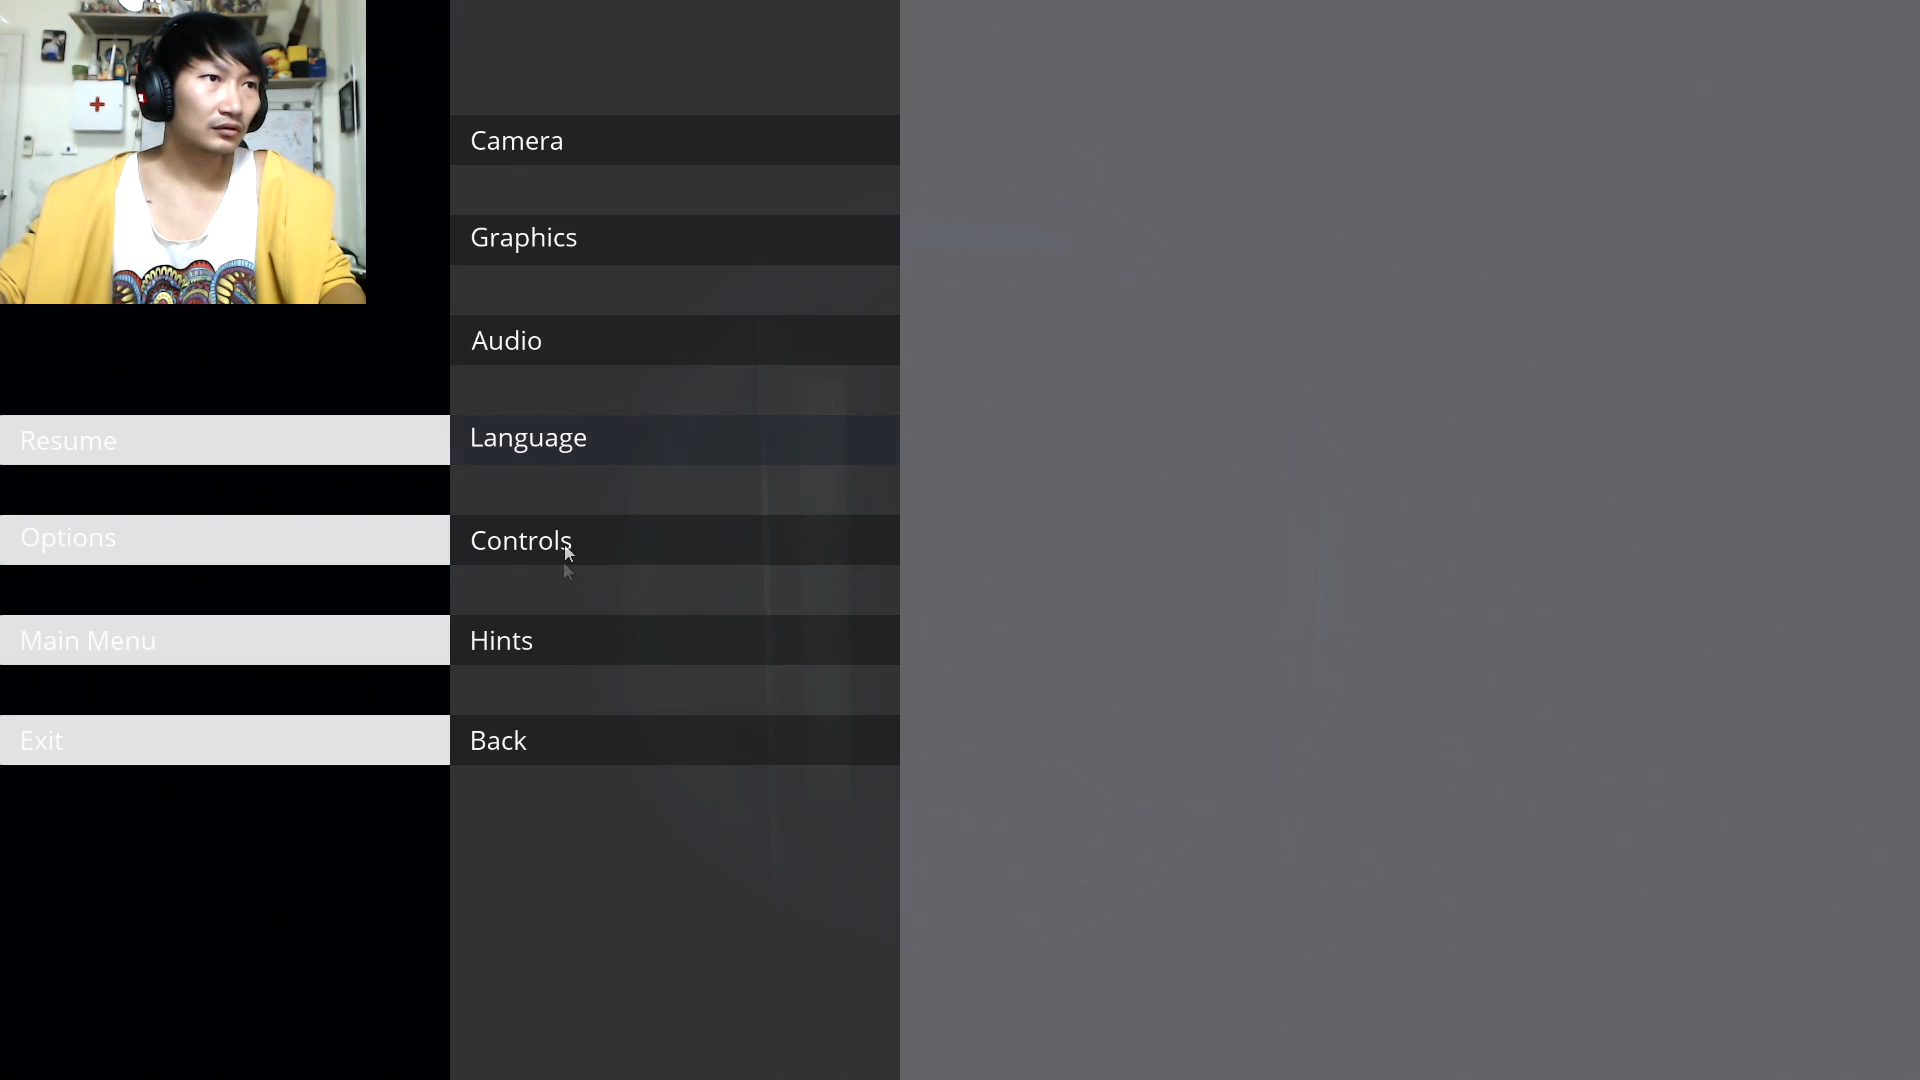 Camera
Graphics
Audio
Resume
Language
Options
Controls
Main Menu
Hints
Exit
Back